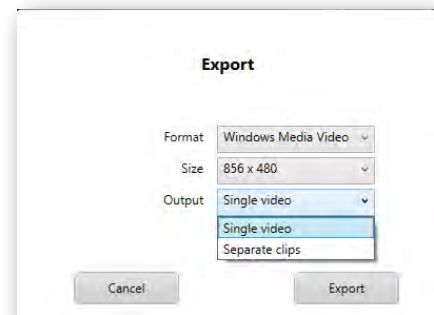 Export
Format Windows Media Video
Size 856 x 480
Output Single video
Single video
Separate clips
Cancel Export